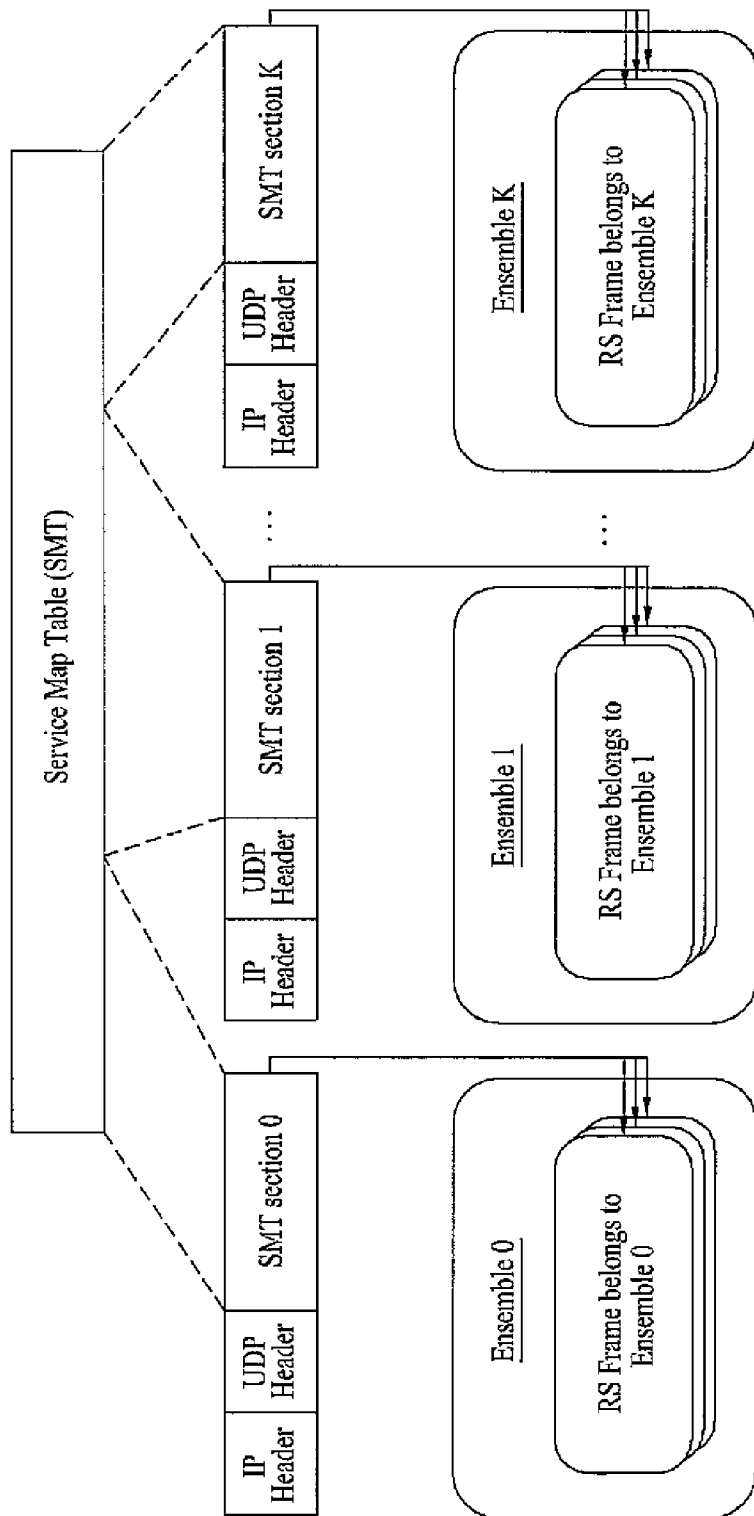 Service Map Table (SMT)
IP
Header
UDP
Header
SMT section 0
IP
Header
UDP
Header
SMT section 1
...
IP
Header
UDP
Header
SMT section K
Ensemble 0
RS Frame belongs to
Ensemble 0
Ensemble 1
RS Frame belongs to
Ensemble 1
...
Ensemble K
RS Frame belongs to
Ensemble K